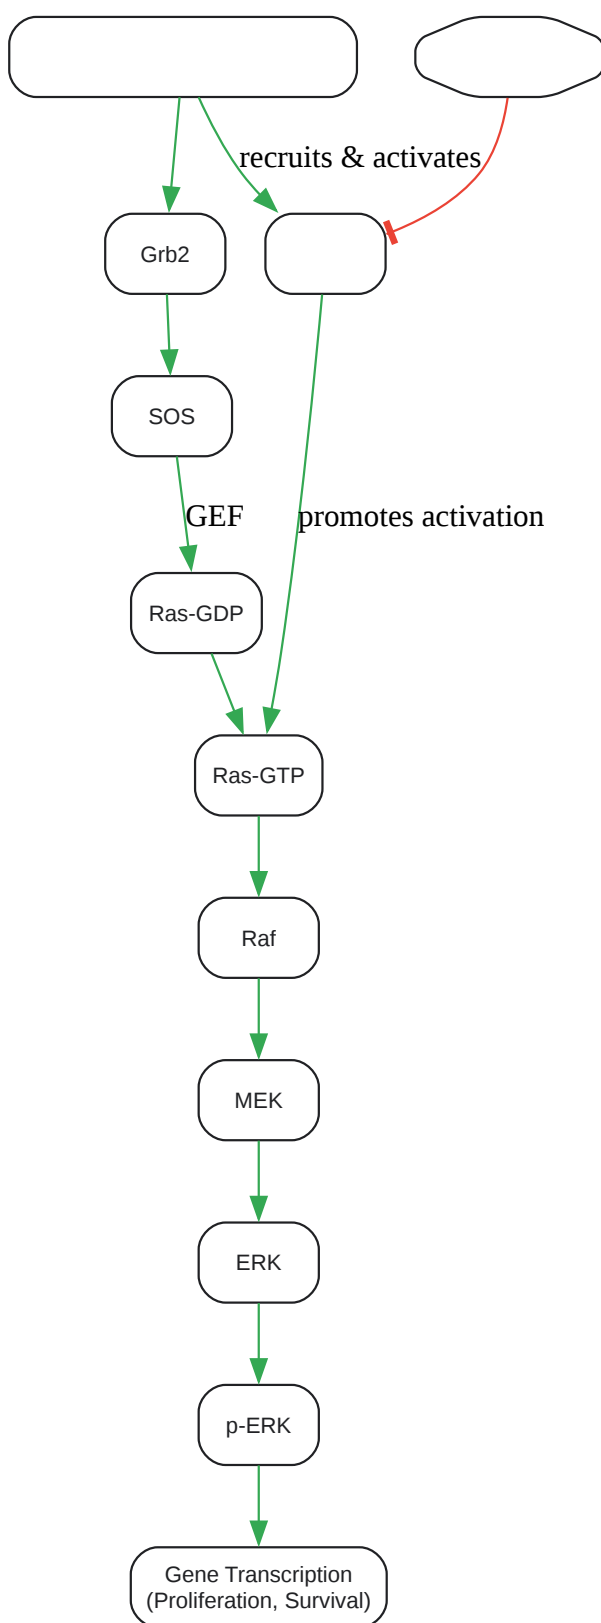 recruits & activates
Grb2
SOS
GEF
promotes activation
Ras-GDP
Ras-GTP
Raf
MEK
ERK
p-ERK
Gene Transcription
(Proliferation, Survival)